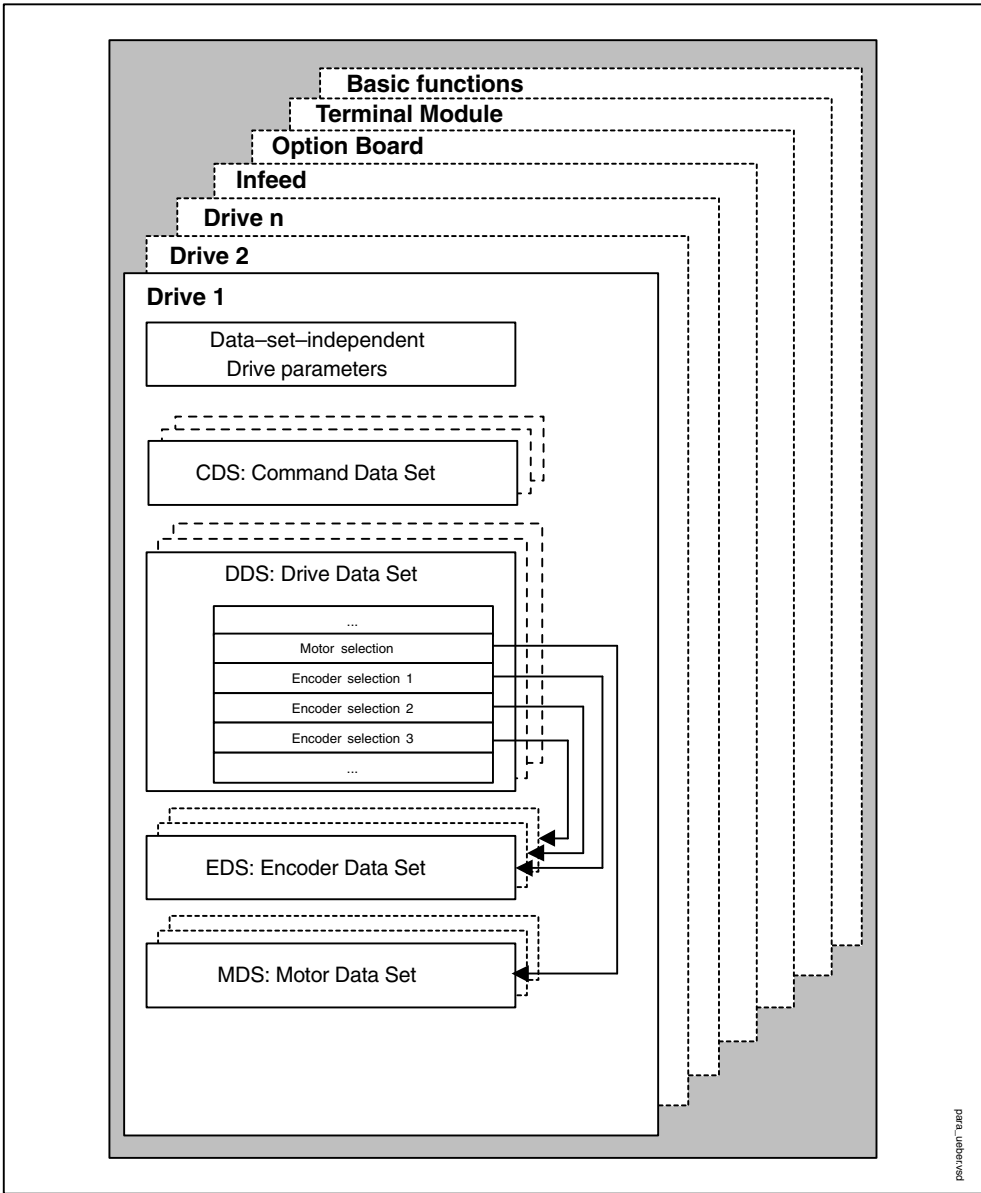 Basic functions
Terminal Module
Option Board
Infeed
Drive n
Drive 2
Drive 1
Data–set–independent
Drive parameters
CDS: Command Data Set
DDS: Drive Data Set
...
Motor selection
Encoder selection 1
Encoder selection 2
Encoder selection 3
...
EDS: Encoder Data Set
MDS: Motor Data Set
para_ueber.vsd